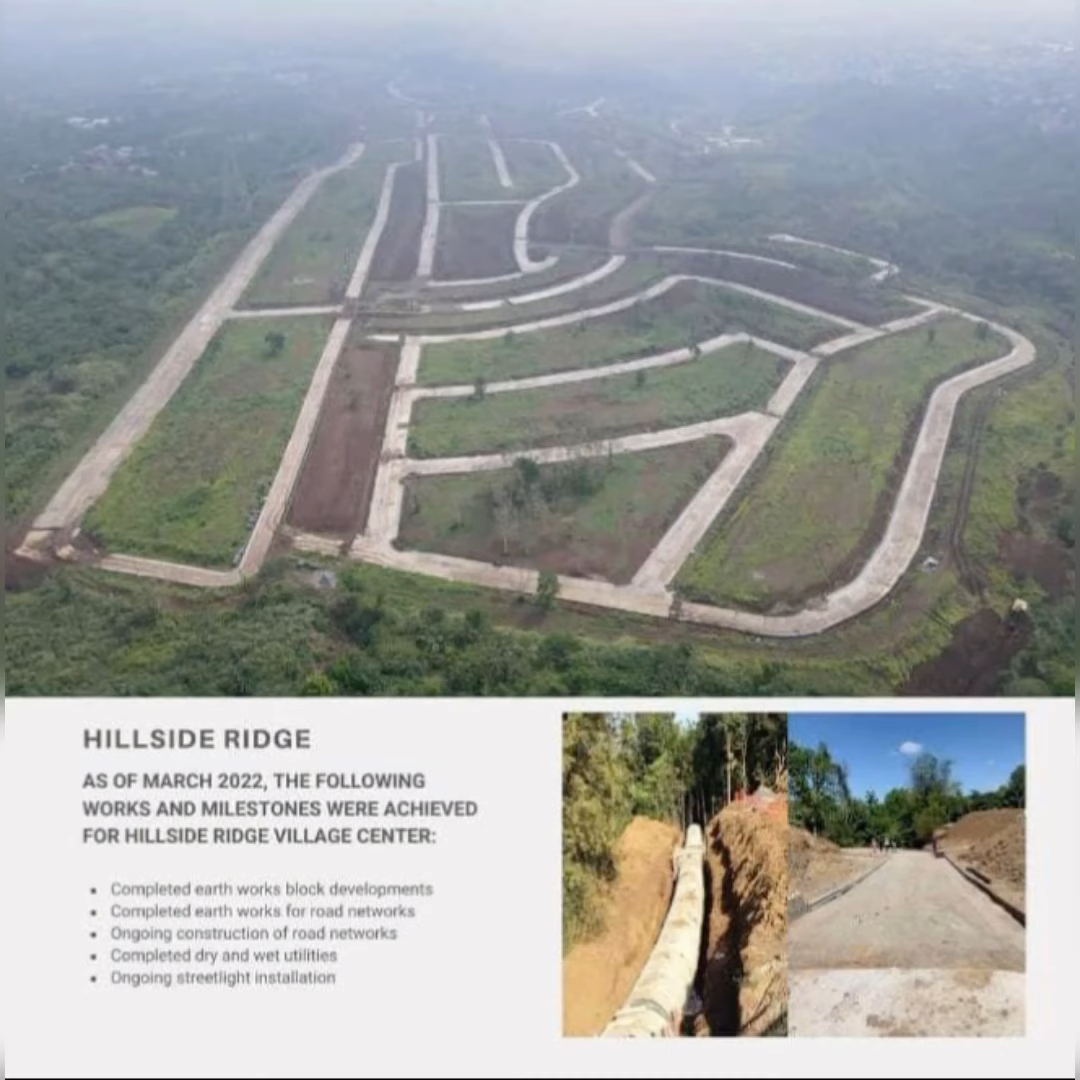 HILLSIDE RIDGE
AS OF MARCH 2022, THE FOLLOWING
WORKS AND MILESTONES WERE ACHIEVED
FOR HILLSIDE RIDGE VILLAGE CENTER:
• Completed earth works block developments
• Completed earth works for road networks
• Ongoing construction of road networks
• Completed dry and wet utilities
• Ongoing streetlight installation